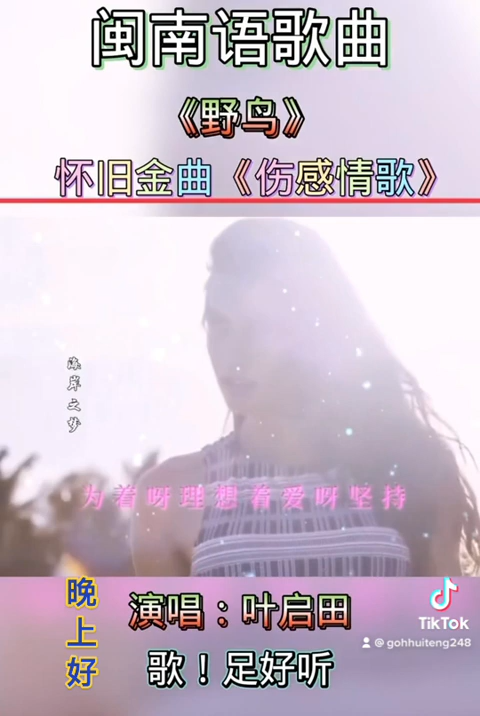 闽南语歌曲
《野鸟》
怀旧金曲《伤感情歌》
海岸之梦
为着呀理想着爱呀坚持
晚上好
演唱：叶启田
歌！足好听
TikTok
@gohhuiteng248